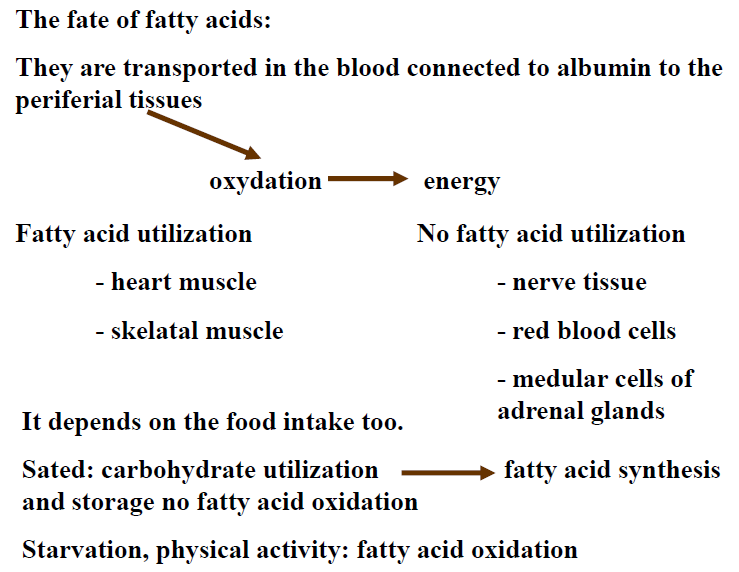 The fate of fatty acids:
They are transported in the blood connected to albumin to the
periferial tissues
oxydation energy
Fatty acid utilization
- heart muscle
- skelatal muscle
No fatty acid utilization
- nerve tissue
- red blood cells
- medular cells of
adrenal glands
It depends on the food intake too.
Sated: carbohydrate utilization fatty acid synthesis
and storage no fatty acid oxidation
Starvation, physical activity: fatty acid oxidation